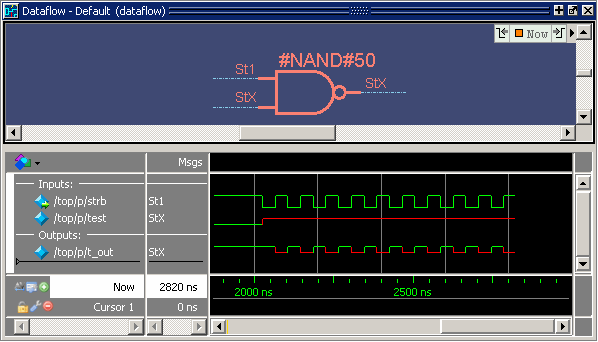 Dataflow - Default (dataflow)
Now
#NAND#50
St1
StX
StX
Msgs
Inputs:
/top/p/strb St1
/top/p/test StX
Outputs:
/top/p/t_out StX
Now 2820 ns 2000 ns 2500 ns
Cursor 1 0 ns